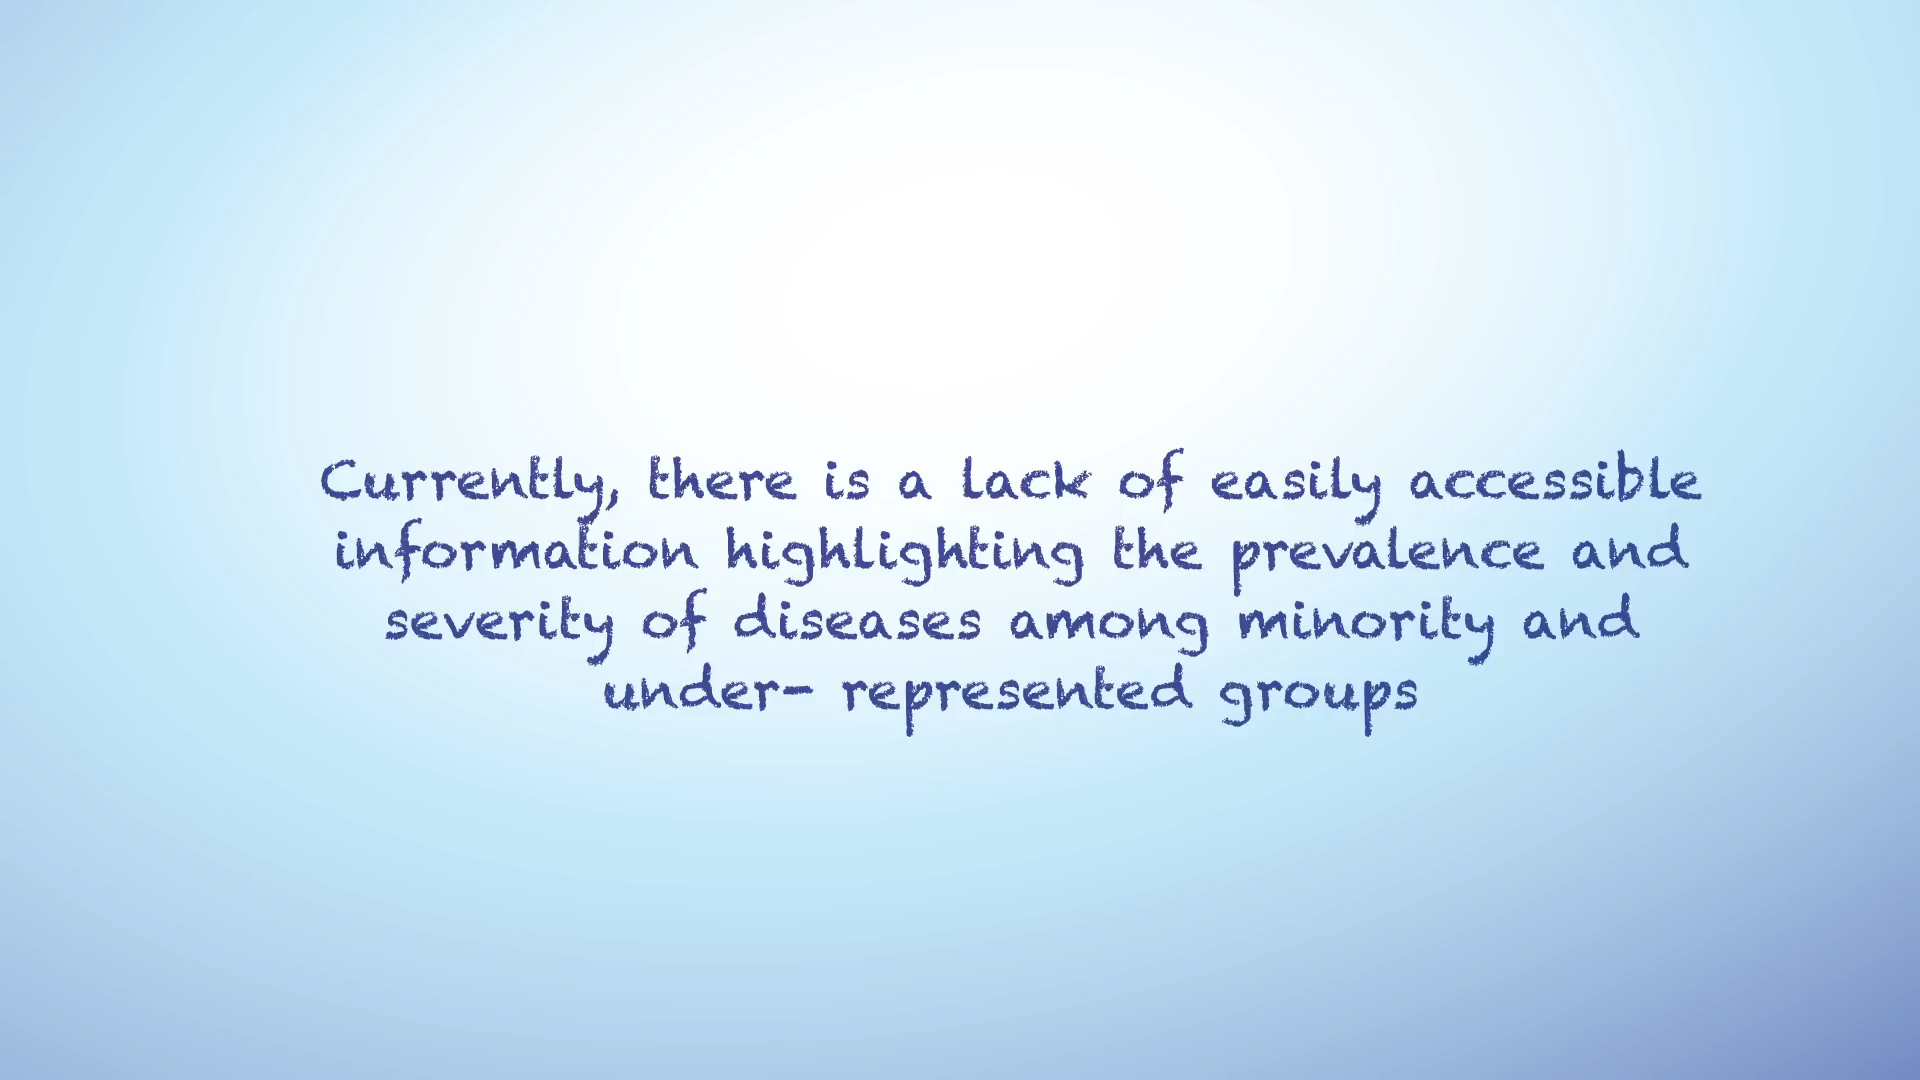 Currently, there is a lack of easily accessible
information highlighting the prevalence and
severity of diseases among minority and
under- represented groups